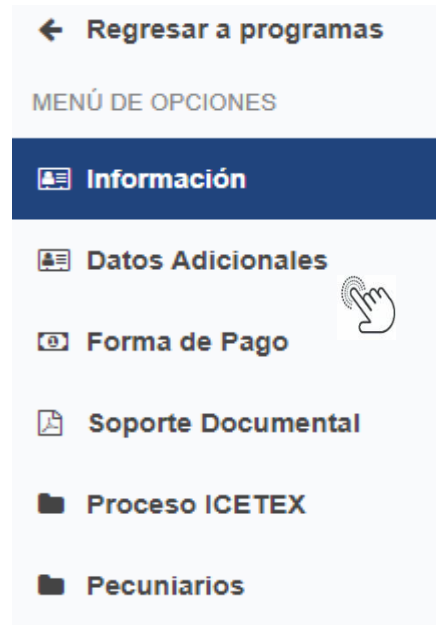 Regresar a programas
MENÚ DE OPCIONES
Información
Datos Adicionales
Forma de Pago
Soporte Documental
Proceso ICETEX
Pecuniarios